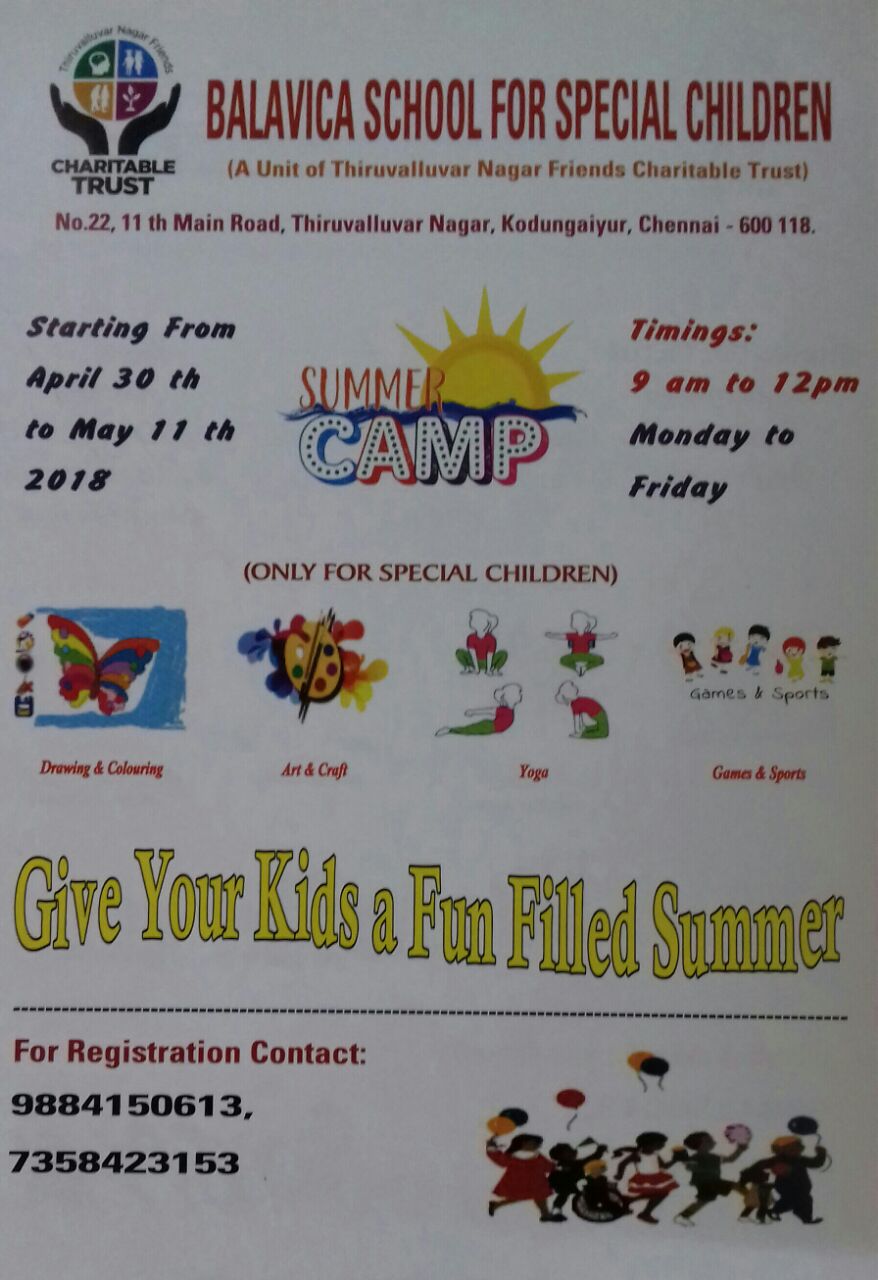 Thiruvalluvar Nagar Friends
CHARITABLE
TRUST
BALAVICA SCHOOL FOR SPECIAL CHILDREN
(A Unit of Thiruvalluvar Nagar Friends Charitable Trust)
No.22, 11 th Main Road, Thiruvalluvar Nagar, Kodungaiyur, Chennai - 600 118.
Starting From
April 30 th
to May 11 th
2018
SUMMER
CAMP
Timings:
9 am to 12pm
Monday to
Friday
(ONLY FOR SPECIAL CHILDREN)
Games & Sports
Drawing & Colouring
Art & Craft
Yoga
Games & Sports
Give Your Kids a Fun Filled Summer
For Registration Contact:
9884150613,
7358423153